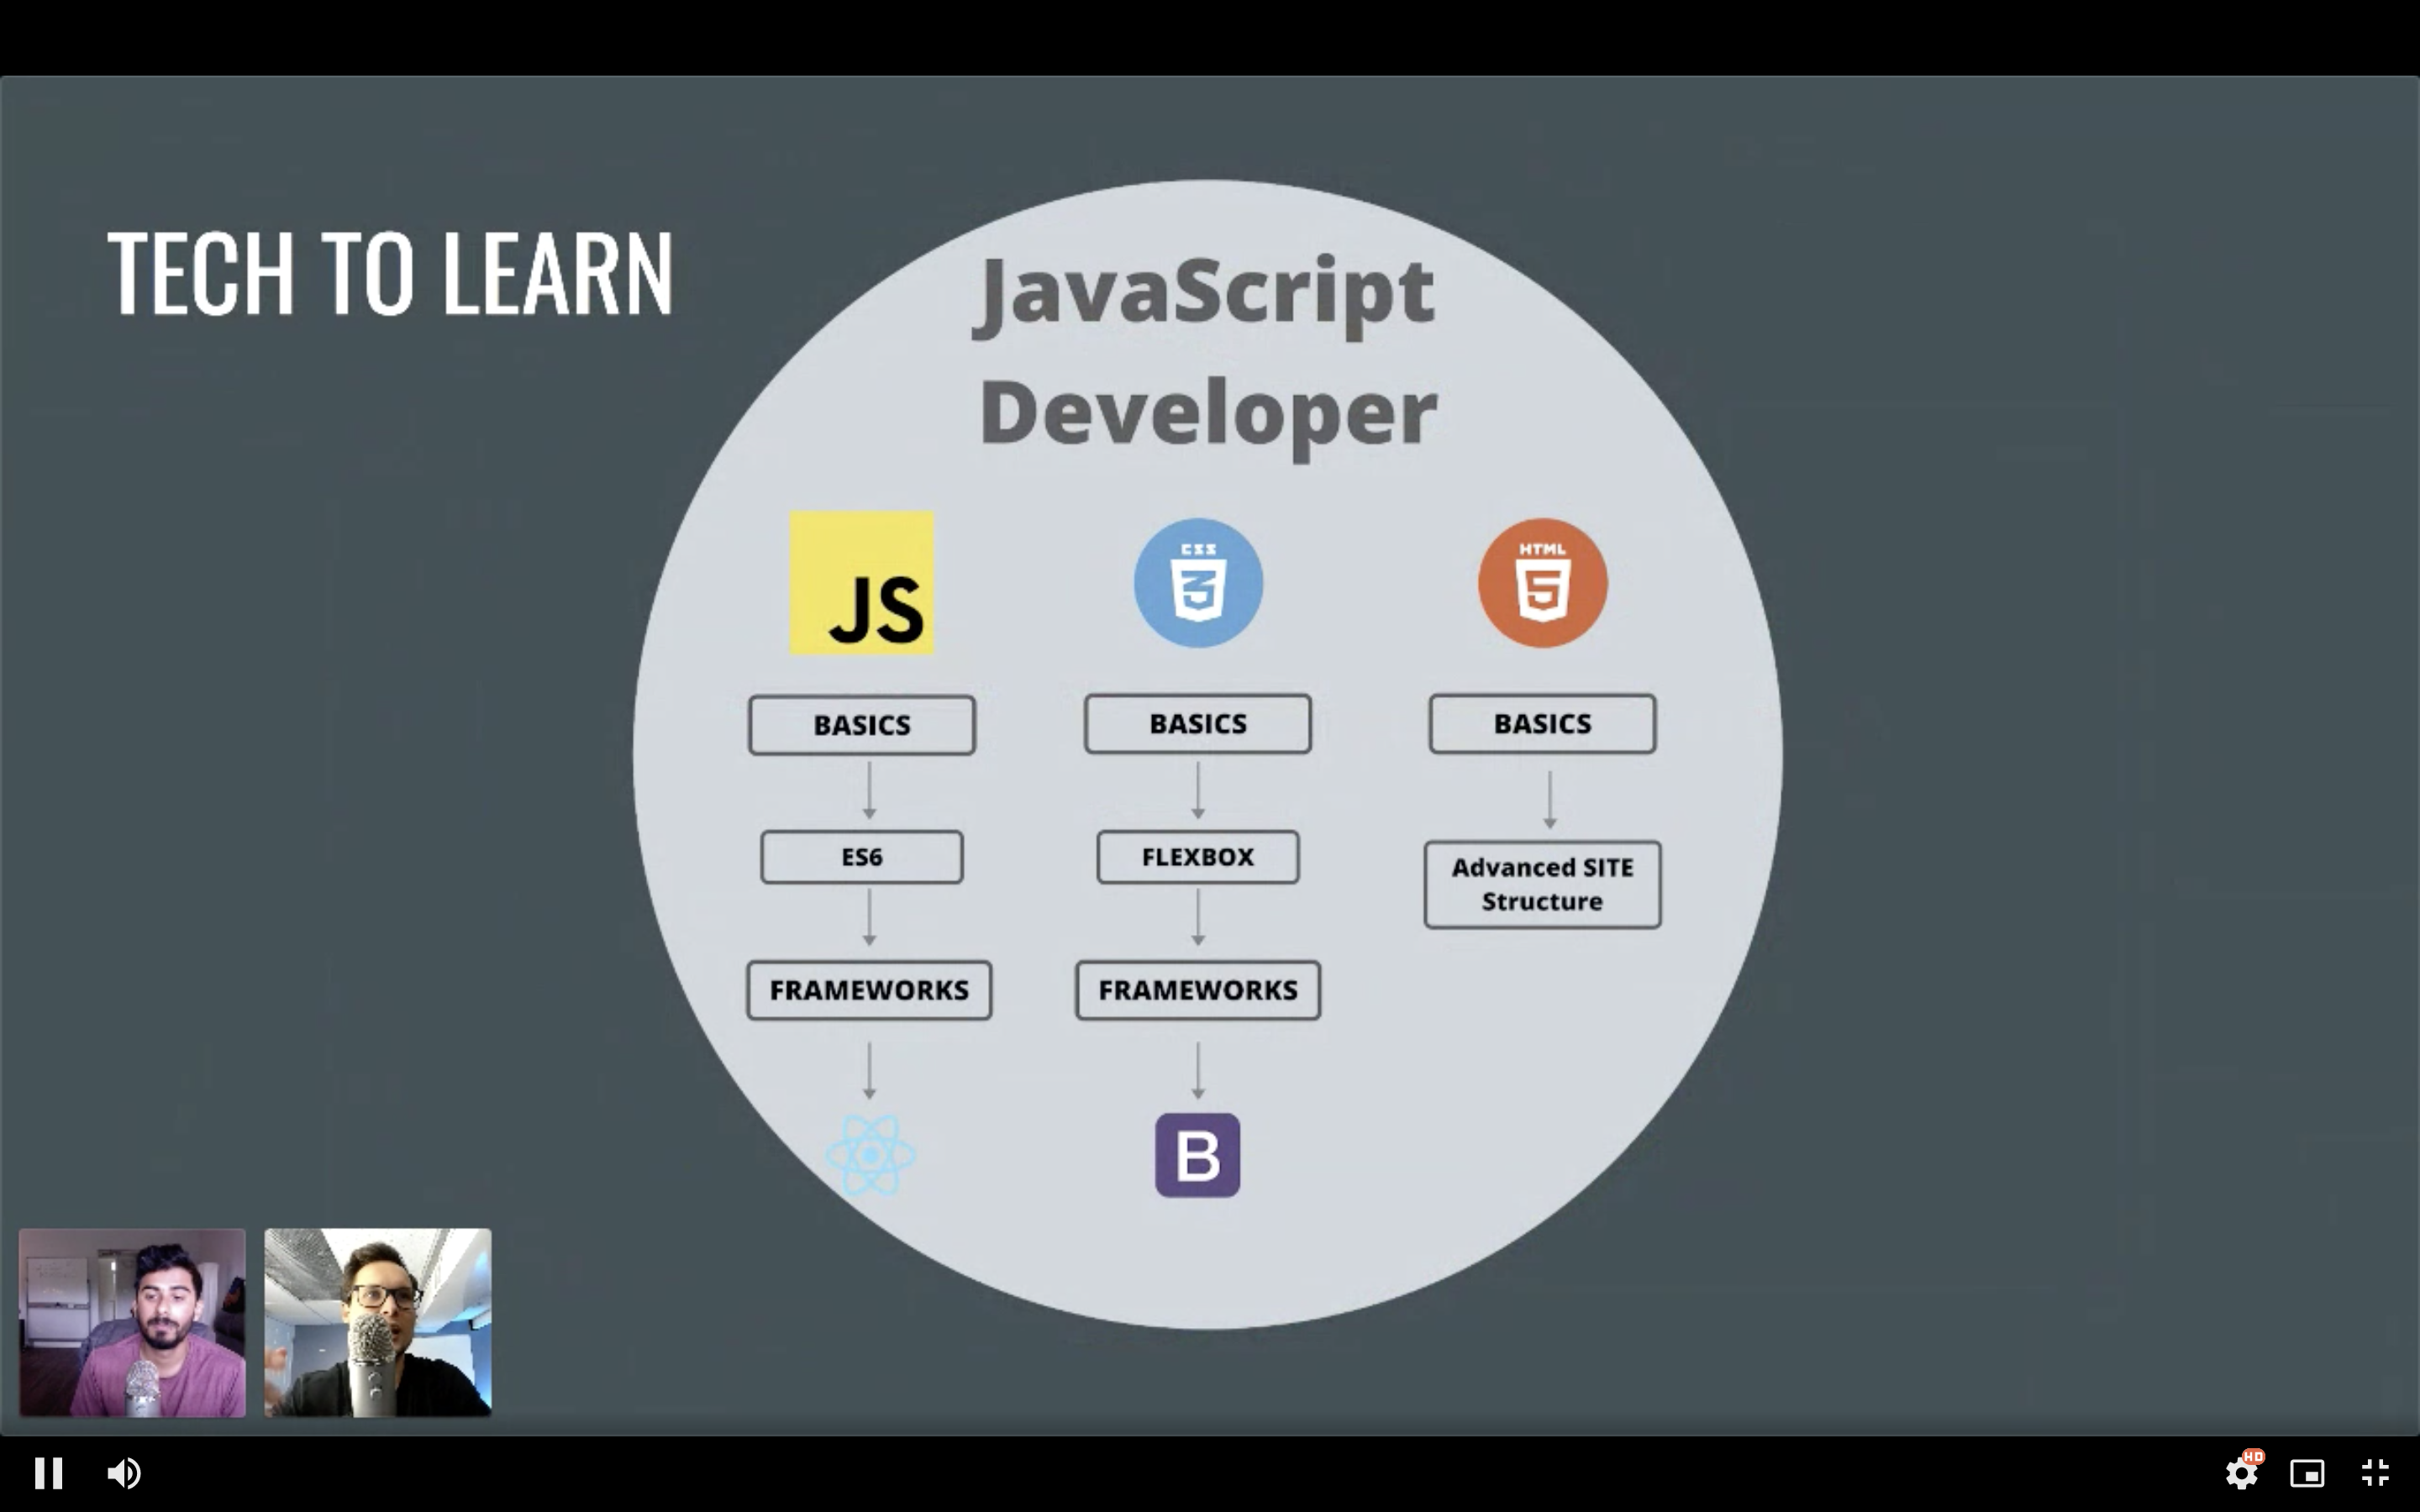 TECH TO LEARN
JavaScript
Developer
JS
CSS
3
HTML
5
BASICS
BASICS
BASICS
ES6
FLEXBOX
Advanced SITE
Structure
FRAMEWORKS
FRAMEWORKS
B
HD